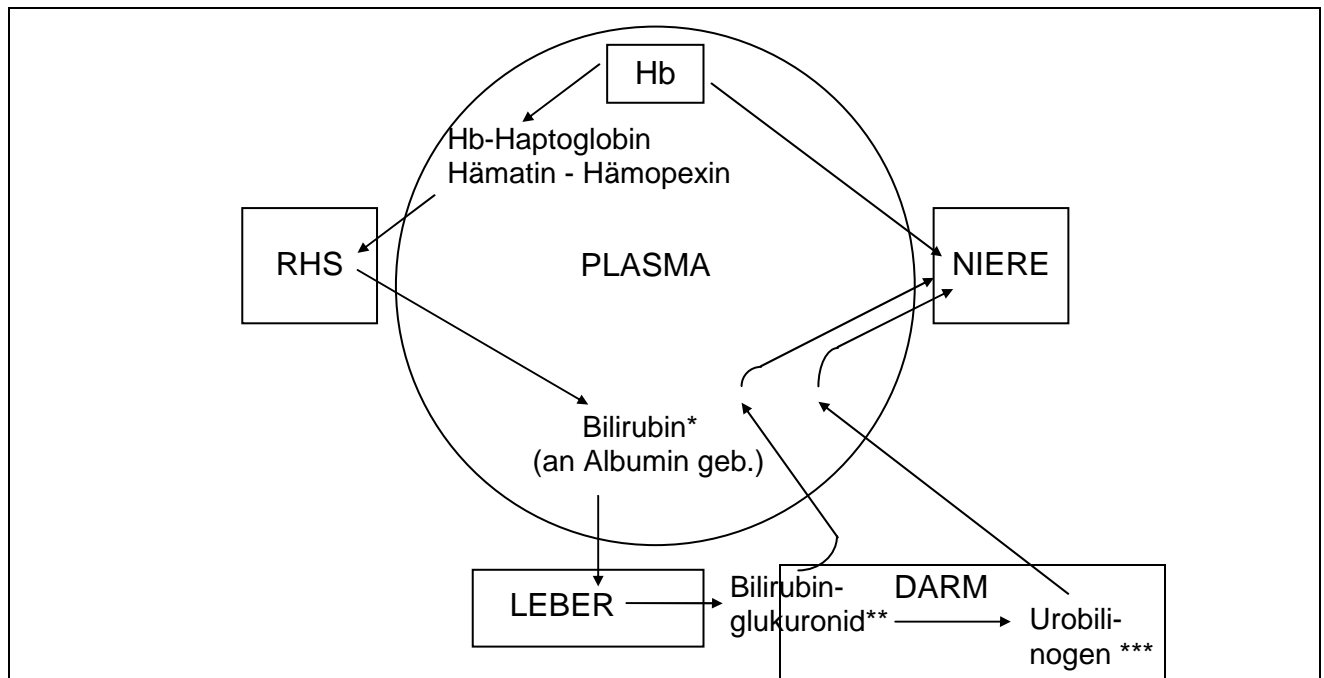 Hb
Hb-Haptoglobin
Hämatin - Hämopexin
RHS
PLASMA
NIERE
Bilirubin*
(an Albumin geb.)
LEBER
Bilirubin-
glukuronid**
DARM
Urobili-
nogen ***